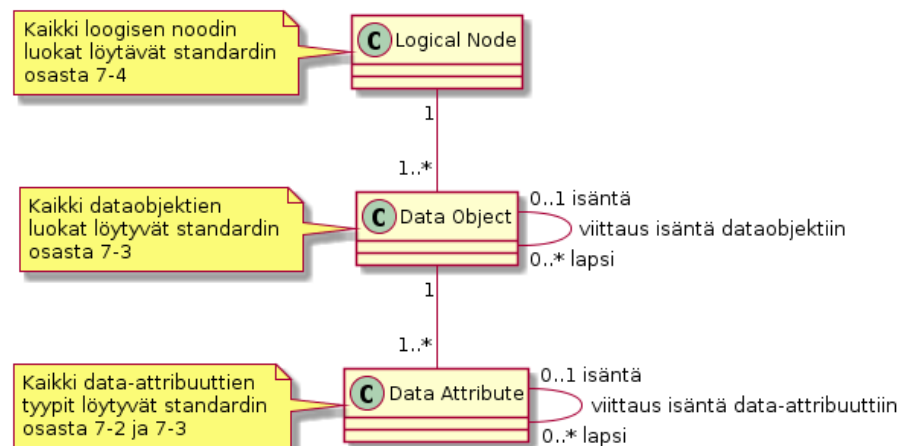 Kaikki loogisen noodin
luokat löytävät standardin
osasta 7-4
C Logical Node
1
1..*
Kaikki dataobjektien
luokat löytyvät standardin
osasta 7-3
C Data Object
0..1 isäntä
viittaus isäntä dataobjektiin
0..* lapsi
1
1..*
Kaikki data-attribuuttien
tyypit löytyvät standardin
osasta 7-2 ja 7-3
C Data Attribute
0..1 isäntä
viittaus isäntä data-attribuuttiin
0..* lapsi